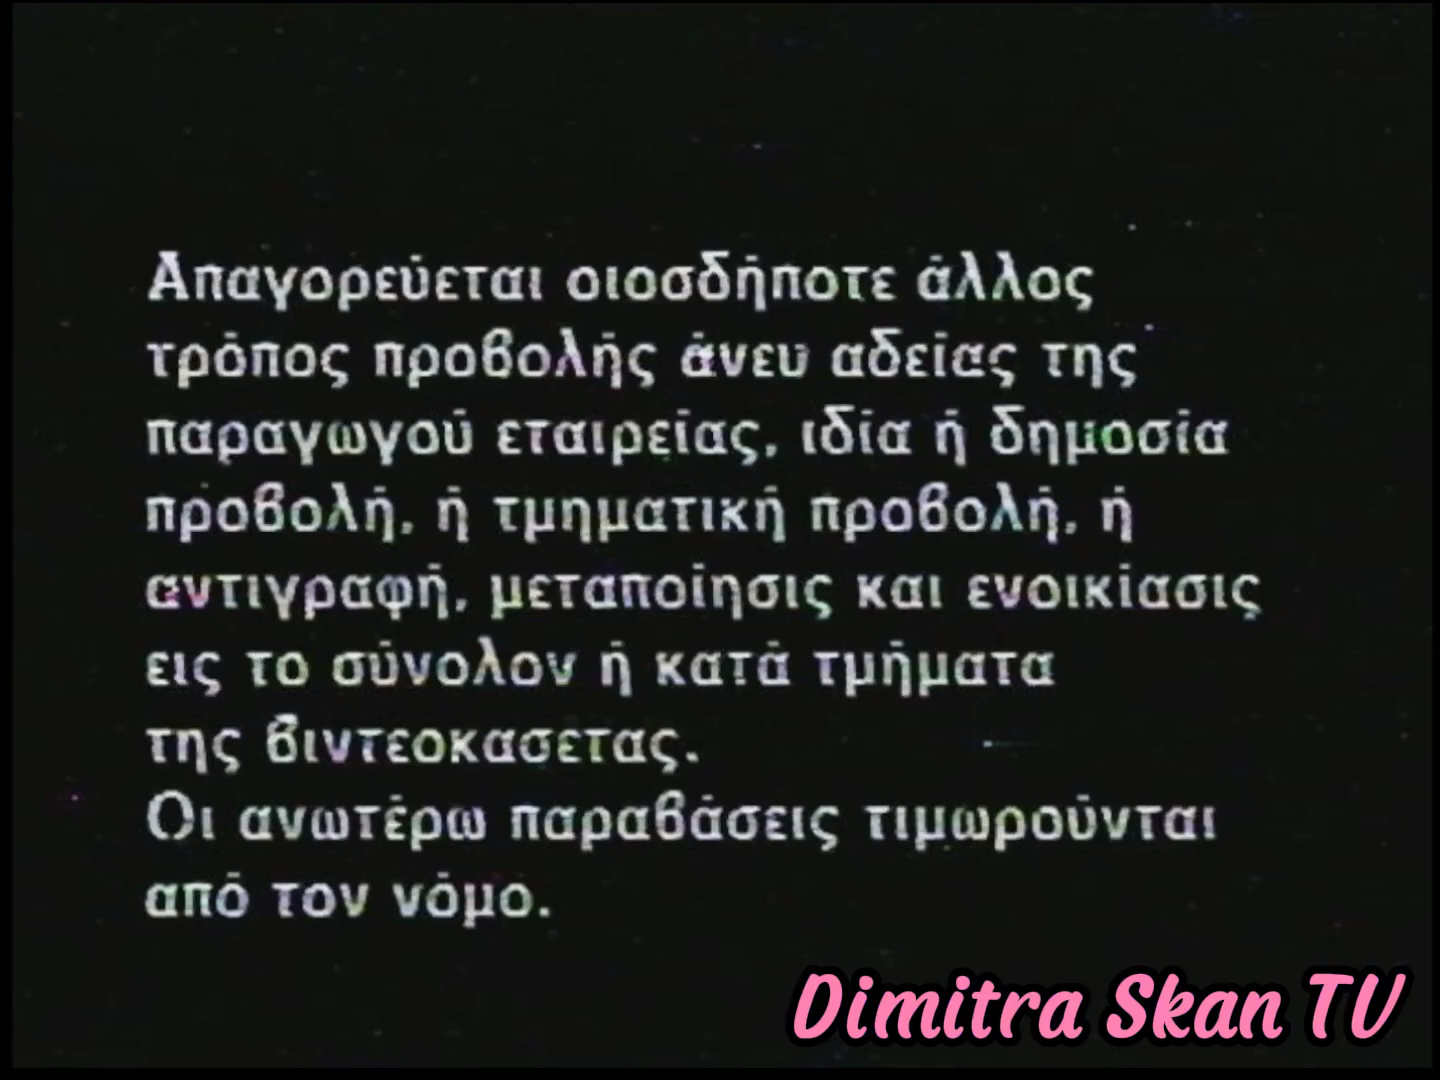 Απαγορεύεται οιοσδήποτε άλλος
τρόπος προβολής άνευ αδείας της
παραγωγού εταιρείας, ιδία ή δημοσία
προβολή, ή τμηματική προβολή, ή
αντιγραφή, μεταποίησις και ενοικίασις
εις το σύνολον ή κατά τμήματα
της βιντεοκασέτας.
Οι ανωτέρω παραβάσεις τιμωρούνται
από τον νόμο.
Dimitra Skan TV